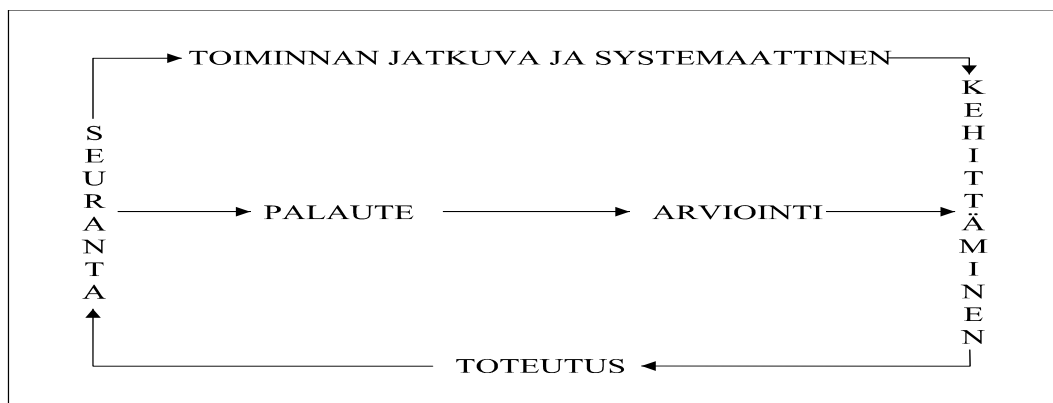 TOIMINNAN JATKUVA JA SYSTEMAATTINEN
KEHITTÄMINEN
SEURANTA
PALAUTE
ARVIOINTI
TOTEUTUS